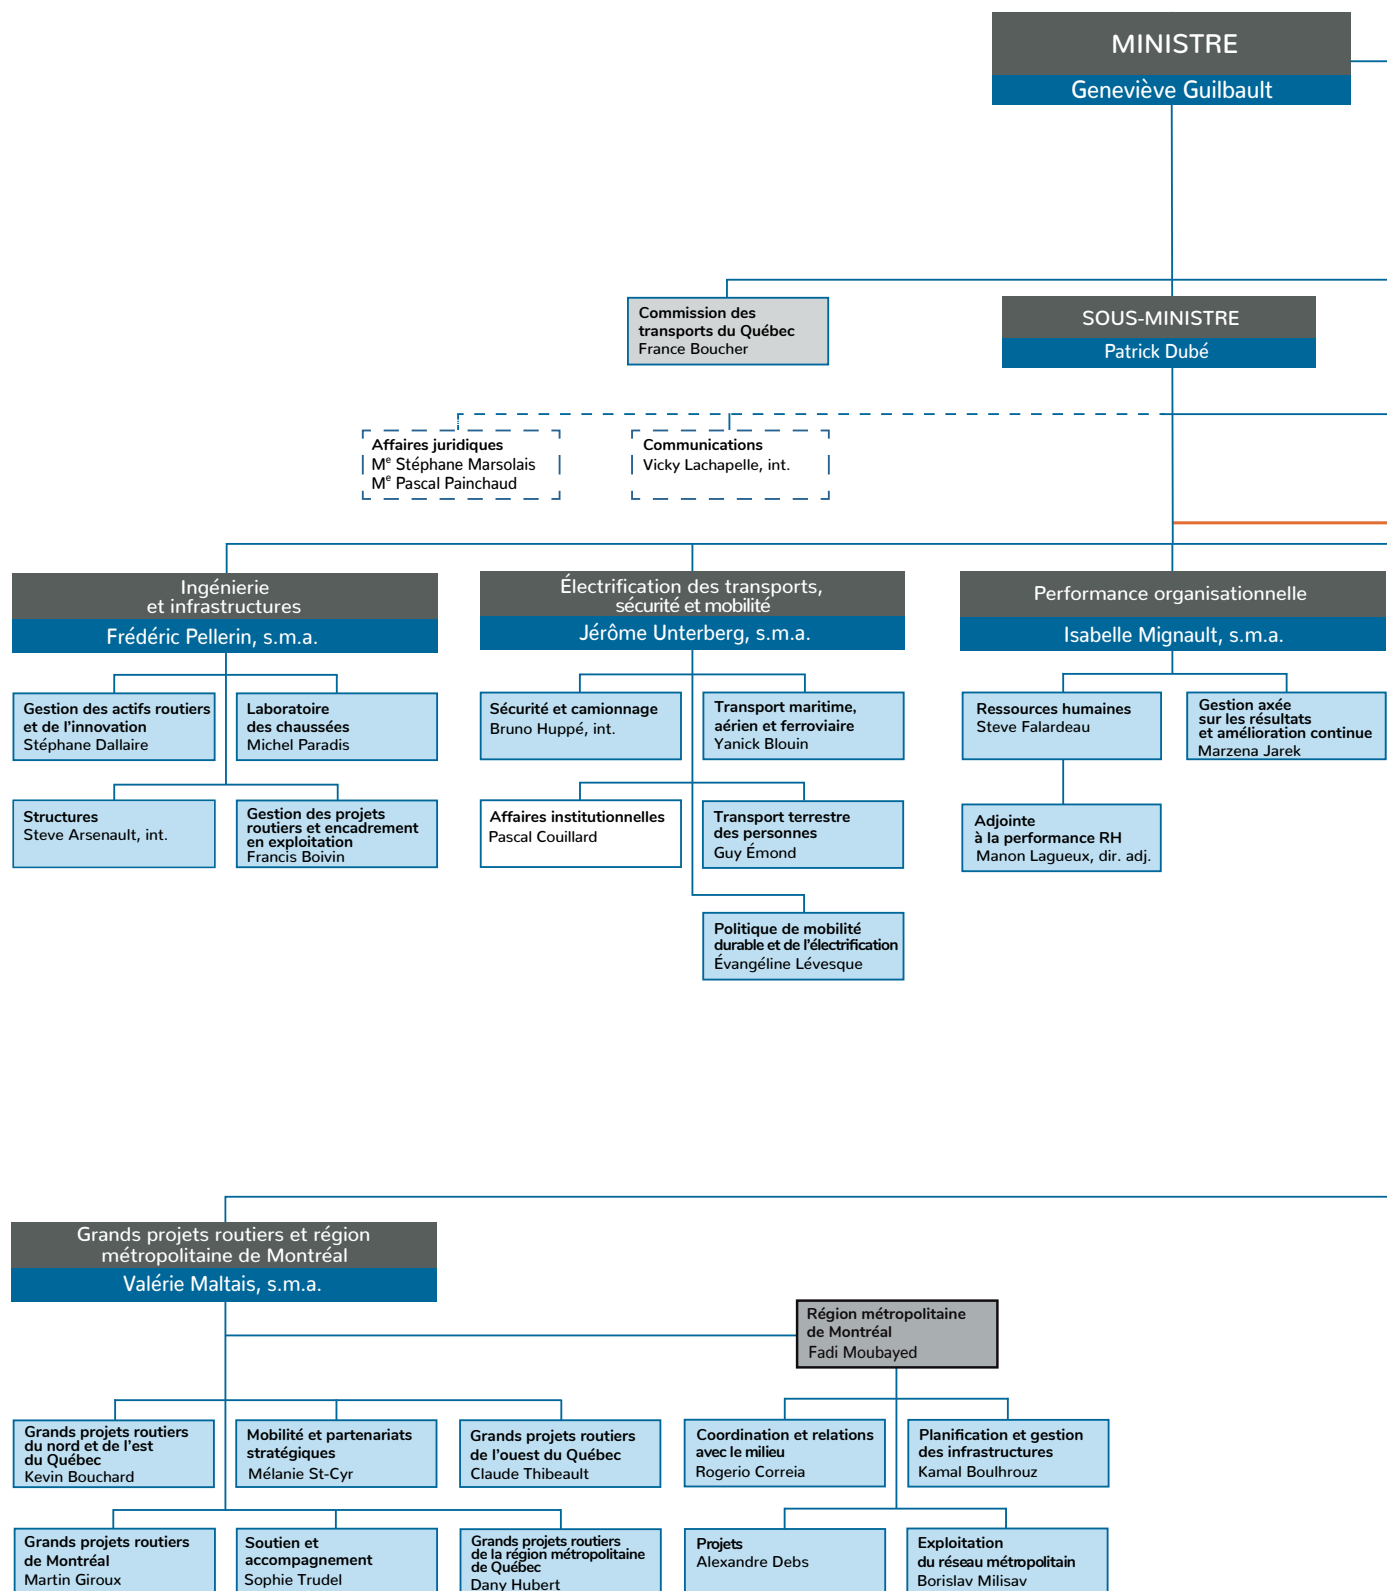 MINISTRE
Geneviève Guilbault
Commission des
transports du Québec
France Boucher
SOUS-MINISTRE
Patrick Dubé
Affaires juridiques
Me Stéphane Marsolais
Me Pascal Painchaud
Communications
Vicky Lachapelle, int.
Ingénierie
et infrastructures
Frédéric Pellerin, s.m.a.
Gestion des actifs routiers
et de l'innovation
Stéphane Dallaire
Laboratoire
des chaussées
Michel Paradis
Structures
Steve Arsenault, int.
Gestion des projets
routiers et encadrement
en exploitation
Francis Boivin
Électrification des transports,
sécurité et mobilité
Jérôme Unterberg, s.m.a.
Sécurité et camionnage
Bruno Huppé, int.
Transport maritime,
aérien et ferroviaire
Yanick Blouin
Affaires institutionnelles
Pascal Couillard
Transport terrestre
des personnes
Guy Émond
Politique de mobilité
durable et de l'électrification
Évangéline Lévesque
Performance organisationnelle
Isabelle Mignault, s.m.a.
Ressources humaines
Steve Falardeau
Gestion axée
sur les résultats
et amélioration continue
Marzena Jarek
Adjointe
à la performance RH
Manon Lagueux, dir. adj.
Grands projets routiers et région
métropolitaine de Montréal
Valérie Maltais, s.m.a.
Région métropolitaine
de Montréal
Fadi Moubayed
Grands projets routiers
du nord et de l'est
du Québec
Kevin Bouchard
Mobilité et partenariats
stratégiques
Mélanie St-Cyr
Grands projets routiers
de l'ouest du Québec
Claude Thibeault
Coordination et relations
avec le milieu
Rogerio Correia
Planification et gestion
des infrastructures
Kamal Boulhrouz
Grands projets routiers
de Montréal
Martin Giroux
Soutien et
accompagnement
Sophie Trudel
Grands projets routiers
de la région métropolitaine
de Québec
Dany Hubert
Projets
Alexandre Debs
Exploitation
du réseau métropolitain
Borislav Milisav